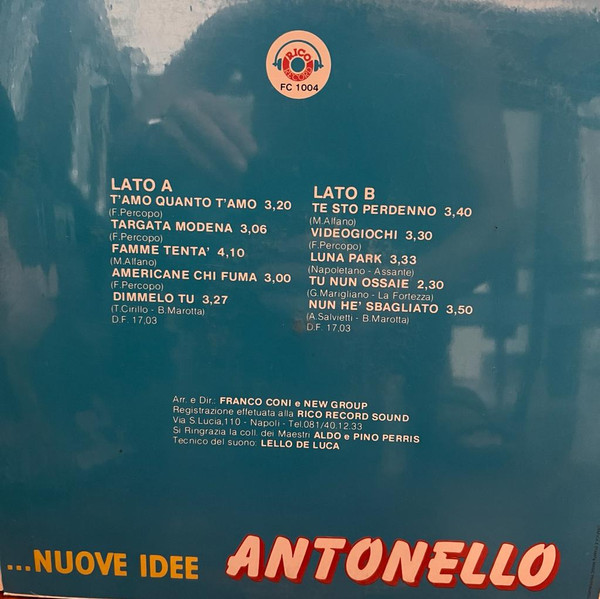 RICO
RECORD
FC 1004
LATO A
T'AMO QUANTO T'AMO 3,20
(F.Percopo)
TARGATA MODENA 3,06
(F.Percopo)
FAMME TENTA' 4,10
(M.Alfano)
AMERICANE CHI FUMA 3,00
(F.Percopo)
DIMMELO TU 3,27
(T.Cirillo - B.Marotta)
D.F. 17,03
LATO B
TE STO PERDENNO 3,40
(M.Alfano)
VIDEOGIOCHI 3,30
(F.Percopo)
LUNA PARK 3,33
(Napoletano - Assante)
TU NUN OSSAIE 2,30
(G.Marigliano - La Fortezza)
NUN HE' SBAGLIATO 3,50
(A.Salvietti - B.Marotta)
D.F. 17,03
Arr. e Dir.: FRANCO CONI e NEW GROUP
Registrazione effetuata alla RICO RECORD SOUND
Via S.Lucia,110 - Napoli - Tel.081/40.12.33
Si Ringrazia la coll. dei Maestri ALDO e PINO PERRIS
Tecnico del suono: LELLO DE LUCA
...NUOVE IDEE ANTONELLO